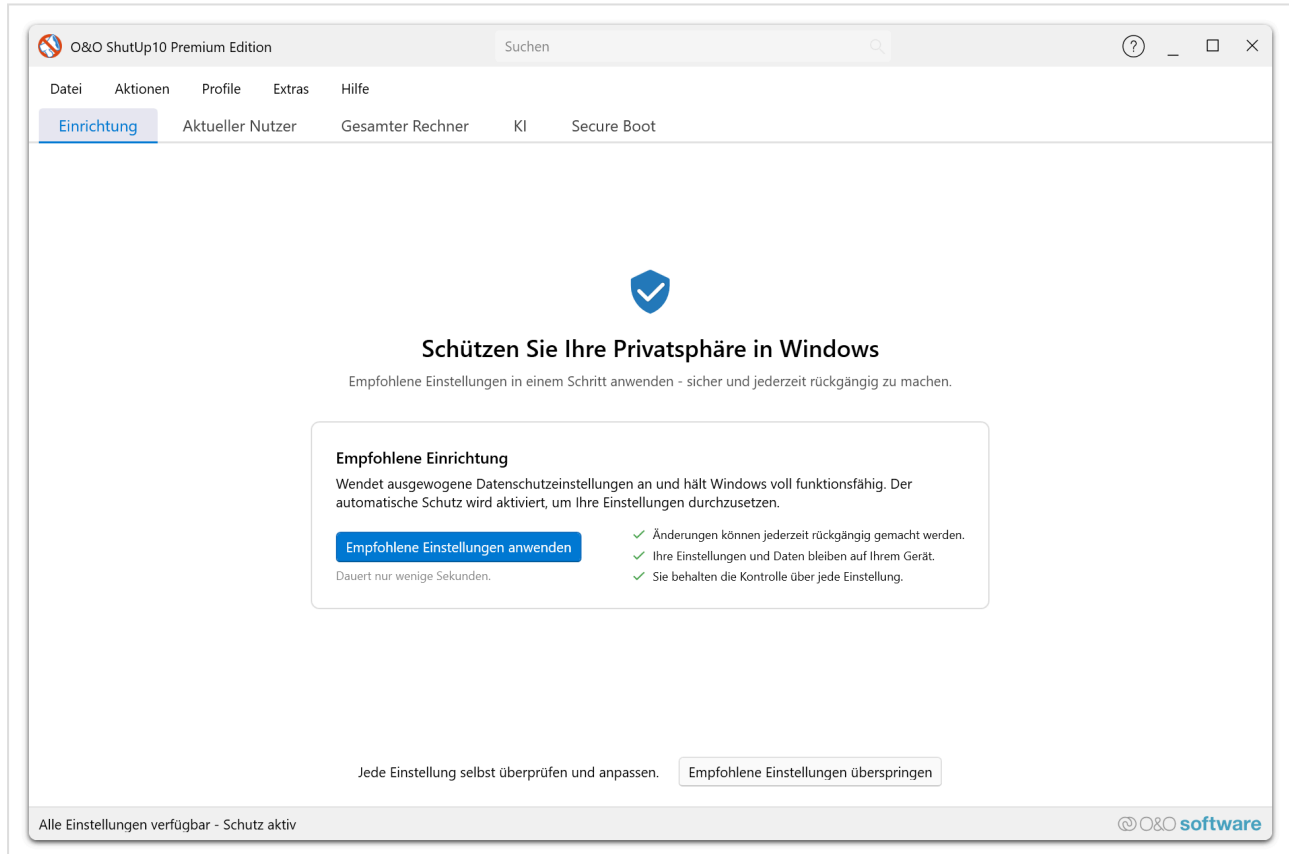 O&O ShutUp10 Premium Edition
Suchen
Datei Aktionen Profile Extras Hilfe
Einrichtung Aktueller Nutzer Gesamter Rechner KI Secure Boot
Schützen Sie Ihre Privatsphäre in Windows
Empfohlene Einstellungen in einem Schritt anwenden - sicher und jederzeit rückgängig zu machen.
Empfohlene Einrichtung
Wendet ausgewogene Datenschutzeinstellungen an und hält Windows voll funktionsfähig. Der
automatische Schutz wird aktiviert, um Ihre Einstellungen durchzusetzen.
Empfohlene Einstellungen anwenden
Dauert nur wenige Sekunden.
Änderungen können jederzeit rückgängig gemacht werden.
Ihre Einstellungen und Daten bleiben auf Ihrem Gerät.
Sie behalten die Kontrolle über jede Einstellung.
Jede Einstellung selbst überprüfen und anpassen.
Empfohlene Einstellungen überspringen
Alle Einstellungen verfügbar - Schutz aktiv
O&O software